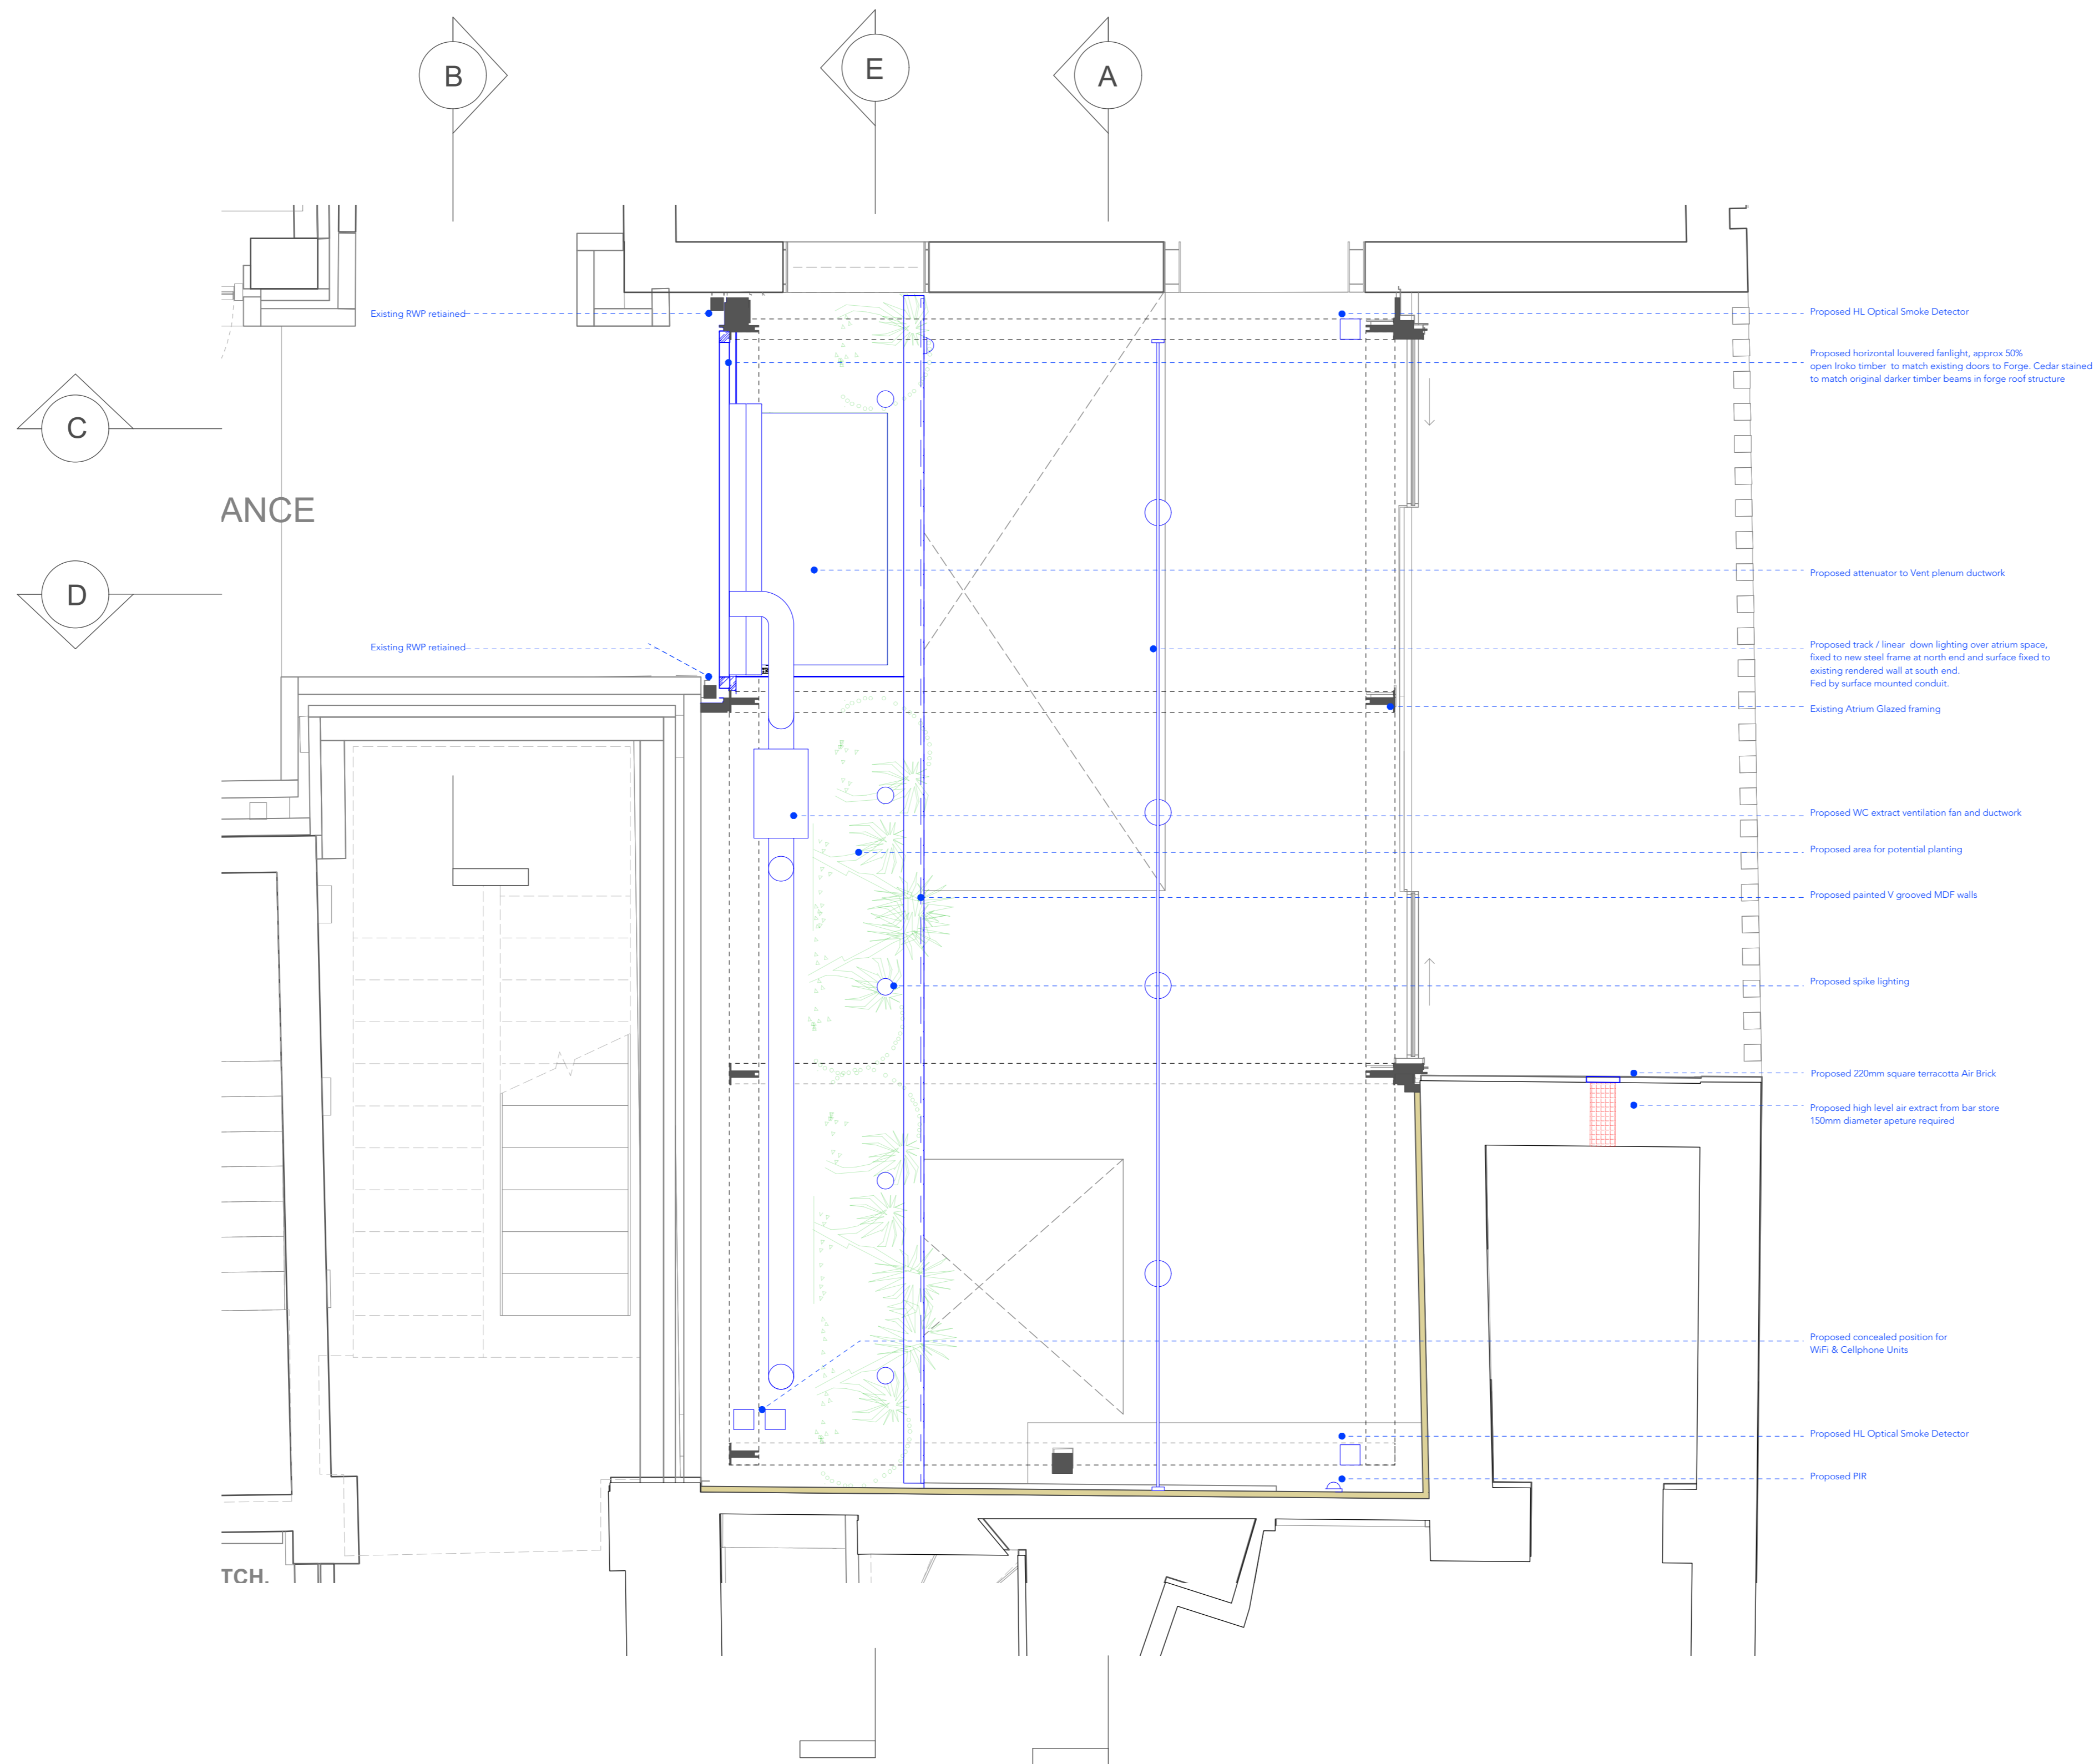 B
E
A
Existing RWP retained
Proposed HL Optical Smoke Detector
Proposed horizontal louvered fanlight, approx 50%
open Iroko timber to match existing doors to Forge. Cedar stained
to match original darker timber beams in forge roof structure
C
ANCE
Proposed attenuator to Vent plenum ductwork
D
Existing RWP retained
Proposed track / linear down lighting over atrium space,
fixed to new steel frame at north end and surface fixed to
existing rendered wall at south end.
Fed by surface mounted conduit.
Existing Atrium Glazed framing
Proposed WC extract ventilation fan and ductwork
Proposed area for potential planting
Proposed painted V grooved MDF walls
Proposed spike lighting
Proposed 220mm square terracotta Air Brick
Proposed high level air extract from bar store
150mm diameter apeture required
Proposed concealed position for
WiFi & Cellphone Units
Proposed HL Optical Smoke Detector
Proposed PIR
TCH.